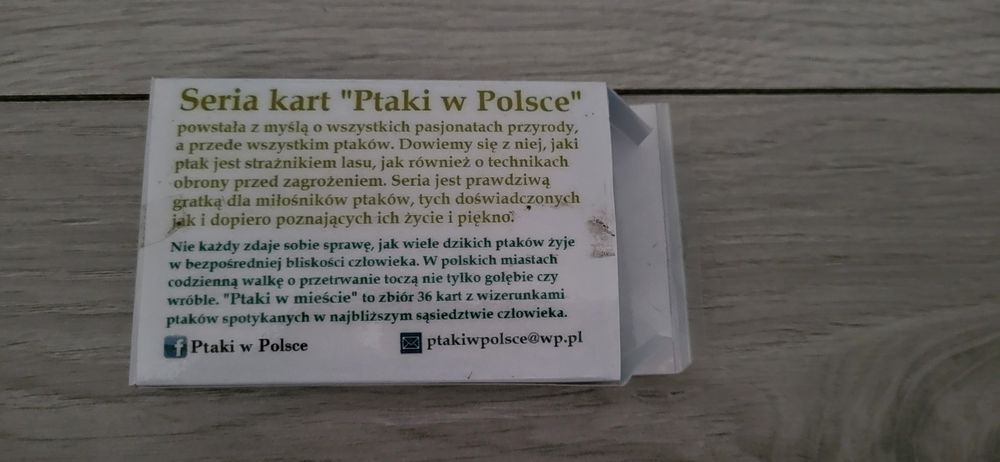 Seria kart "Ptaki w Polsce"
powstała z myślą o wszystkich pasjonatach przyrody,
a przede wszystkim ptaków. Dowiemy się z niej, jaki
ptak jest strażnikiem lasu, jak również o technikach
obrony przed zagrożeniem. Seria jest prawdziwą
gratką dla miłośników ptaków, tych doświadczonych
jak i dopiero poznających ich życie i piękno.
Nie każdy zdaje sobie sprawę, jak wiele dzikich ptaków żyje
w bezpośredniej bliskości człowieka. W polskich miastach
codzienną walkę o przetrwanie toczą nie tylko gołębie czy
wróble. "Ptaki w mieście" to zbiór 36 kart z wizerunkami
ptaków spotykanych w najbliższym sąsiedztwie człowieka.
f Ptaki w Polsce ptakiwpolsce@wp.pl